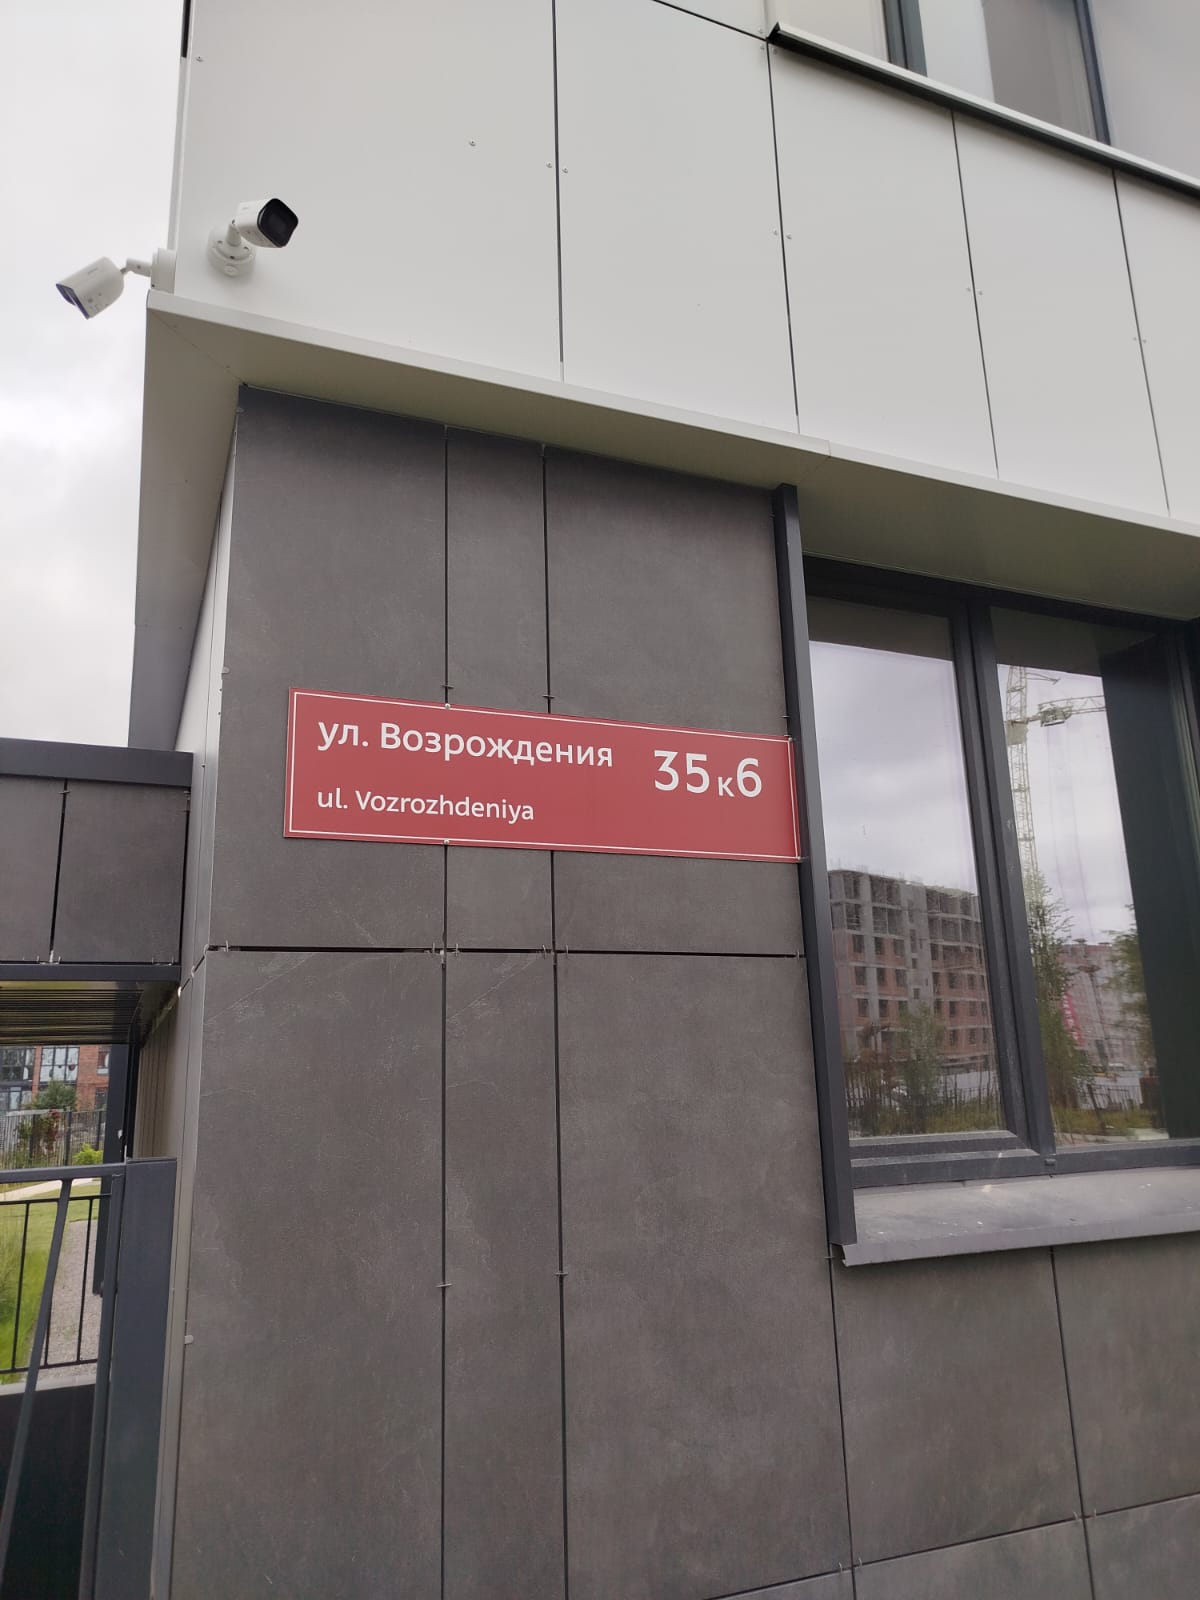 ул. Возрождения 35к6
ul. Vozrozhdeniya